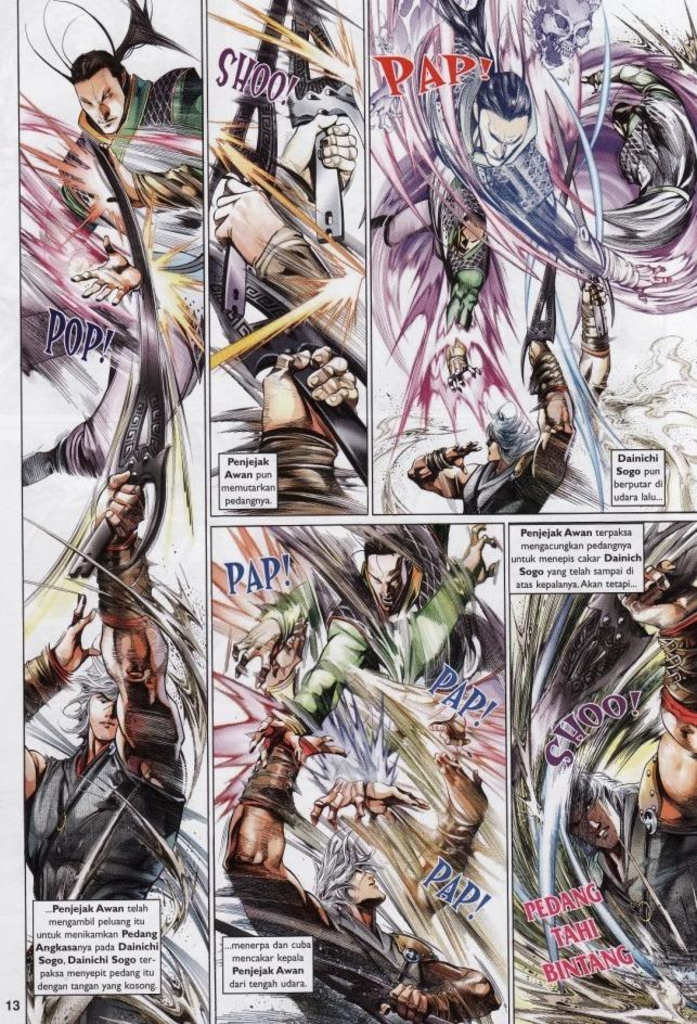 POP!
...Penjejak Awan telah
mengambil peluang itu
untuk menikamkan Pedang
Angkasanya pada Dainichi
Sogo, Dainichi Sogo ter-
paksa menyepit pedang itu
dengan tangan yang kosong.
SHOO!
Penjejak
Awan pun
memutarkan
pedangnya.
PAP!
Dainichi
Sogo pun
berputar di
udara lalu...
PAP!
PAP!
PAP!
...menerpa dan cuba
mencakar kepala
Penjejak Awan
dari tengah udara.
Penjejak Awan terpaksa
mengacungkan pedangnya
untuk menepis cakar Dainich
Sogo yang telah sampai di
atas kepalanya. Akan tetapi...
SHOO!
PEDANG
TAHI
BINTANG
13